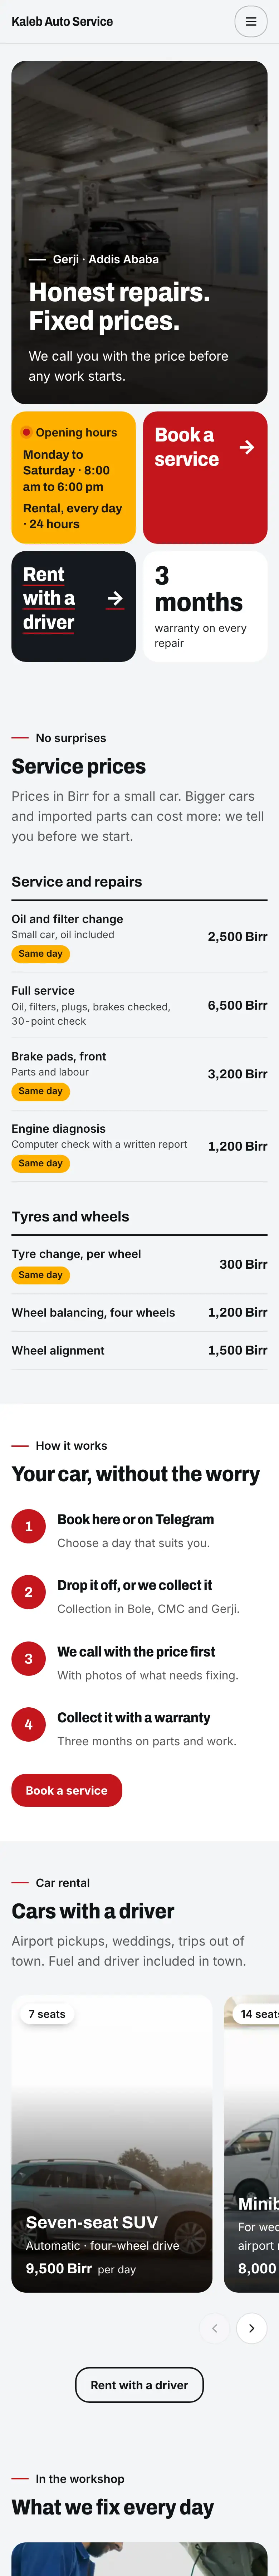 Kaleb Auto Service
Gerji · Addis Ababa
Honest repairs.
Fixed prices.
We call you with the price before
any work starts.
Opening hours
Monday to
Saturday · 8:00
am to 6:00 pm
Rental, every day
· 24 hours
Book a
service
Rent
with a
driver
3
months
warranty on every
repair
No surprises
Service prices
Prices in Birr for a small car. Bigger cars
and imported parts can cost more: we tell
you before we start.
Service and repairs
Oil and filter change
Small car, oil included
Same day
2,500 Birr
Full service
Oil, filters, plugs, brakes checked,
30-point check
6,500 Birr
Brake pads, front
Parts and labour
Same day
3,200 Birr
Engine diagnosis
Computer check with a written report
Same day
1,200 Birr
Tyres and wheels
Tyre change, per wheel
Same day
300 Birr
Wheel balancing, four wheels
1,200 Birr
Wheel alignment
1,500 Birr
How it works
Your car, without the worry
1
Book here or on Telegram
Choose a day that suits you.
2
Drop it off, or we collect it
Collection in Bole, CMC and Gerji.
3
We call with the price first
With photos of what needs fixing.
4
Collect it with a warranty
Three months on parts and work.
Book a service
Car rental
Cars with a driver
Airport pickups, weddings, trips out of
town. Fuel and driver included in town.
7 seats
Seven-seat SUV
Automatic · four-wheel drive
9,500 Birr per day
14 seats
Minib
For wed
airport
8,000
Rent with a driver
In the workshop
What we fix every day